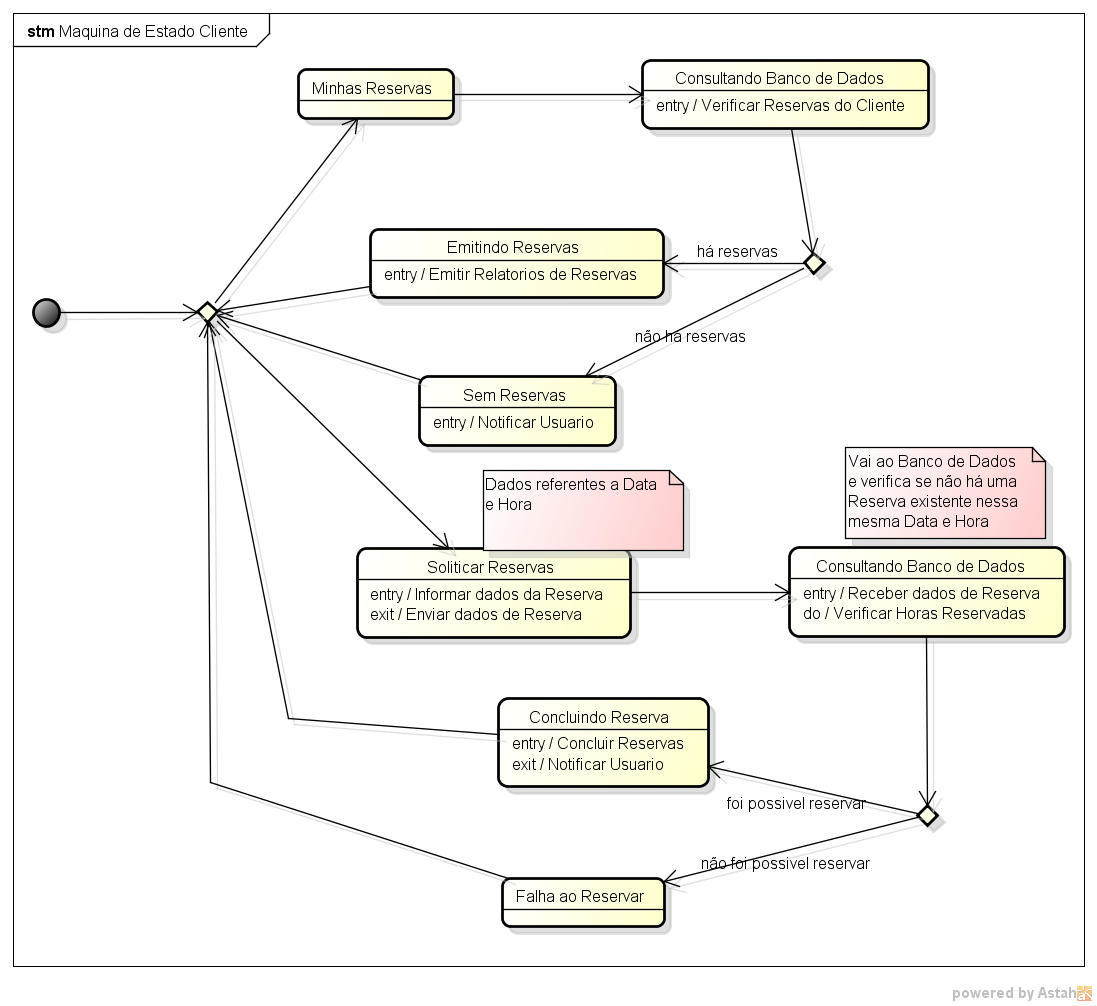 stm Maquina de Estado Cliente
Minhas Reservas
Consultando Banco de Dados
entry / Verificar Reservas do Cliente
há reservas
Emitindo Reservas
entry / Emitir Relatorios de Reservas
não ha reservas
Sem Reservas
entry / Notificar Usuario
Dados referentes a Data
e Hora
Vai ao Banco de Dados
e verifica se não há uma
Reserva existente nessa
mesma Data e Hora
Soliticar Reservas
entry / Informar dados da Reserva
exit / Enviar dados de Reserva
Consultando Banco de Dados
entry / Receber dados de Reserva
do / Verificar Horas Reservadas
Concluindo Reserva
entry / Concluir Reservas
exit / Notificar Usuario
foi possivel reservar
não foi possivel reservar
Falha ao Reservar
powered by Astah